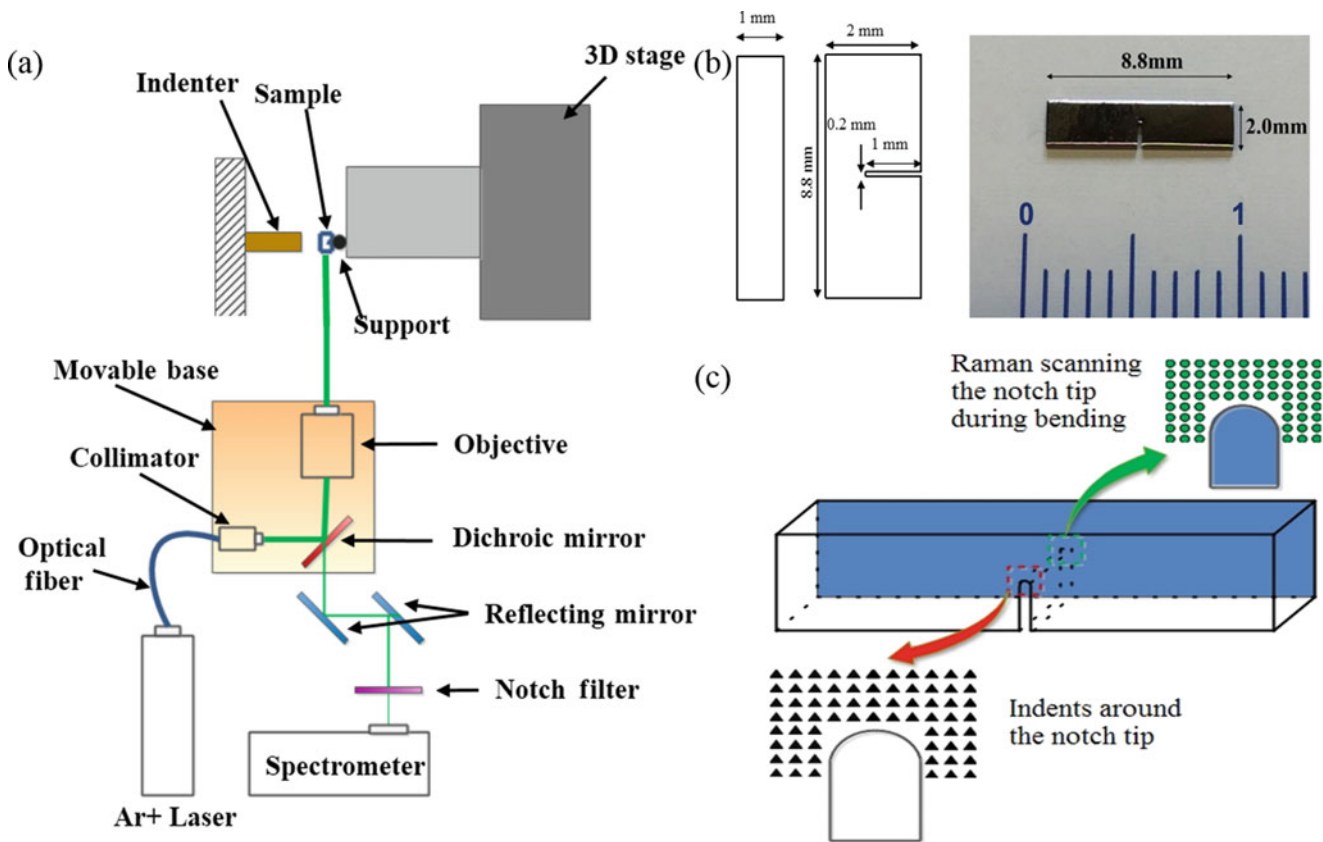 (a)
3D stage
Indenter
Sample
Support
Movable base
Objective
Collimator
Dichroic mirror
Optical
fiber
Reflecting mirror
Notch filter
Spectrometer
Ar+ Laser
(b)
1 mm
2 mm
0.2 mm
1 mm
8.8 mm
8.8mm
2.0mm
0
1
(c)
Raman scanning
the notch tip
during bending
Indents around
the notch tip